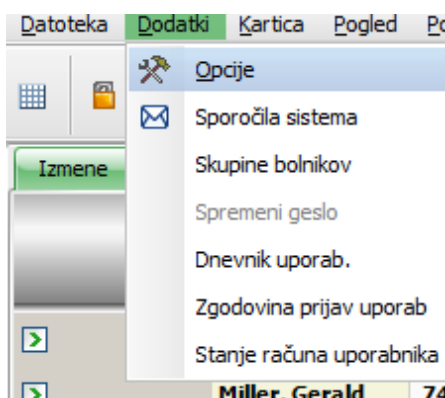 Datoteka Dodatki Kartica Pogled
Opcije
Sporočila sistema
Izmene
Skupine bolnikov
Spremeni geslo
Dnevnik uporab.
Zgodovina prijav uporab
Stanje računa uporabnika
Miller, Gerald 74